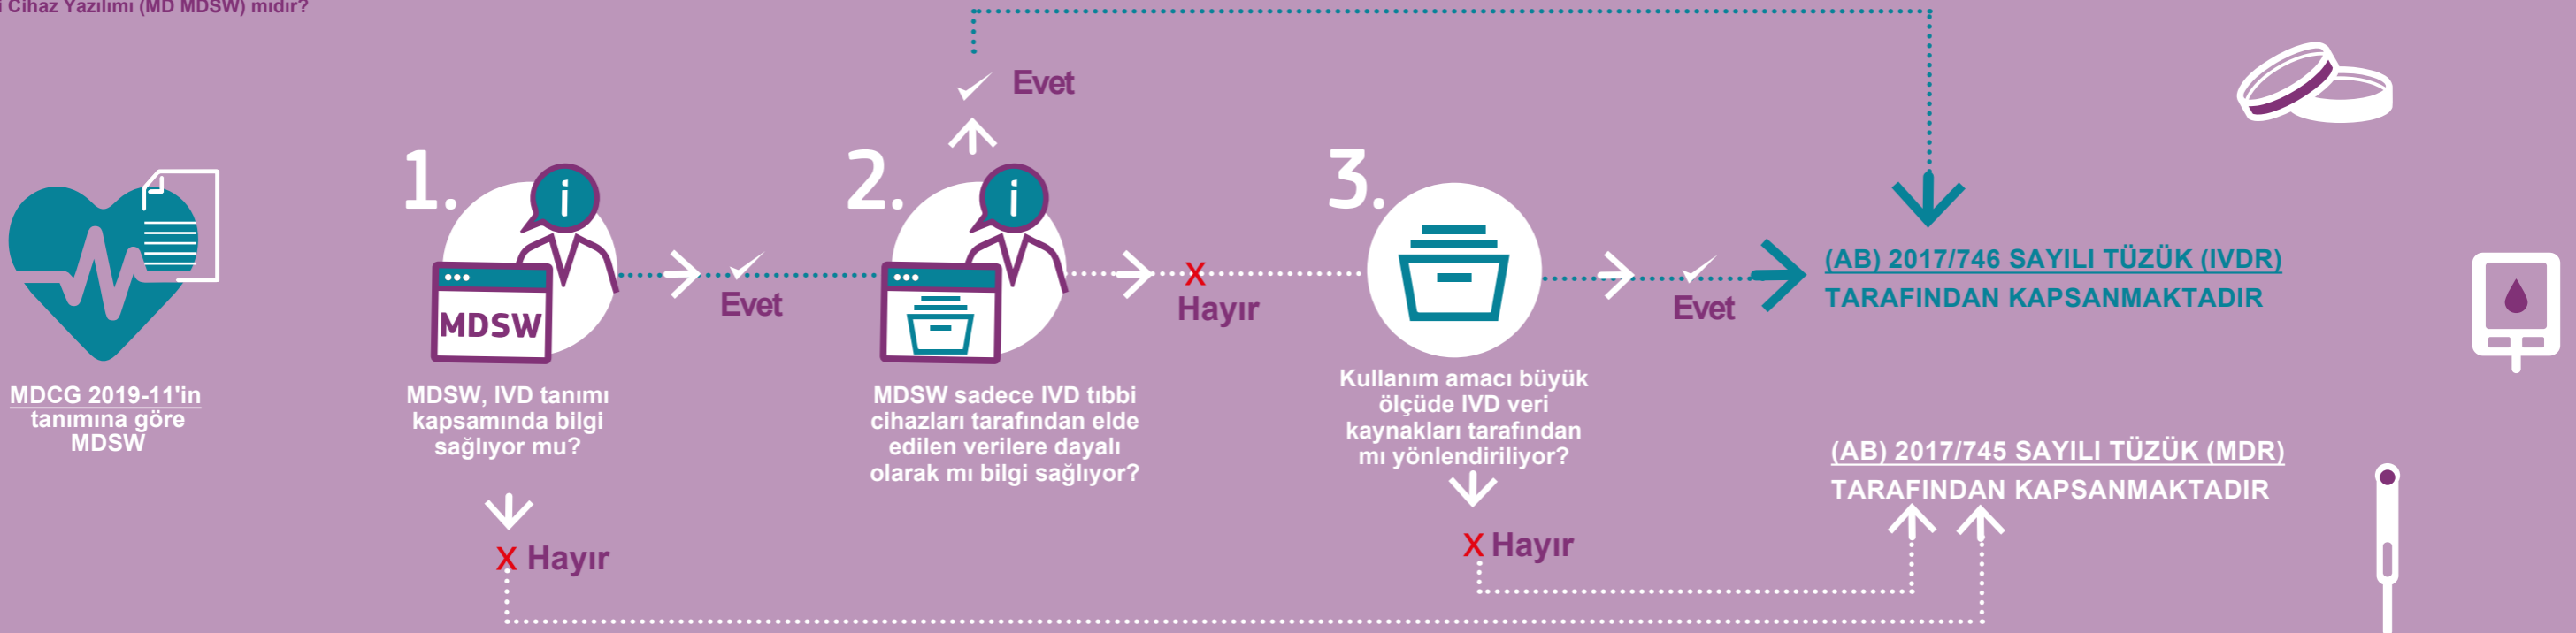 i Cihaz Yazılımı (MD MDSW) mıdır?
Evet
1.
i
MDSW
2.
i
3.
Evet
Hayır
X
Evet
(AB) 2017/746 SAYILI TÜZÜK (IVDR)
TARAFINDAN KAPSANMAKTADIR
MDCG 2019-11'in
tanımına göre
MDSW
MDSW, IVD tanımı
kapsamında bilgi
sağlıyor mu?
MDSW sadece IVD tıbbi
cihazları tarafından elde
edilen verilere dayalı
olarak mı bilgi sağlıyor?
Kullanım amacı büyük
ölçüde IVD veri
kaynakları tarafından
mı yönlendiriliyor?
(AB) 2017/745 SAYILI TÜZÜK (MDR)
TARAFINDAN KAPSANMAKTADIR
X Hayır
X Hayır